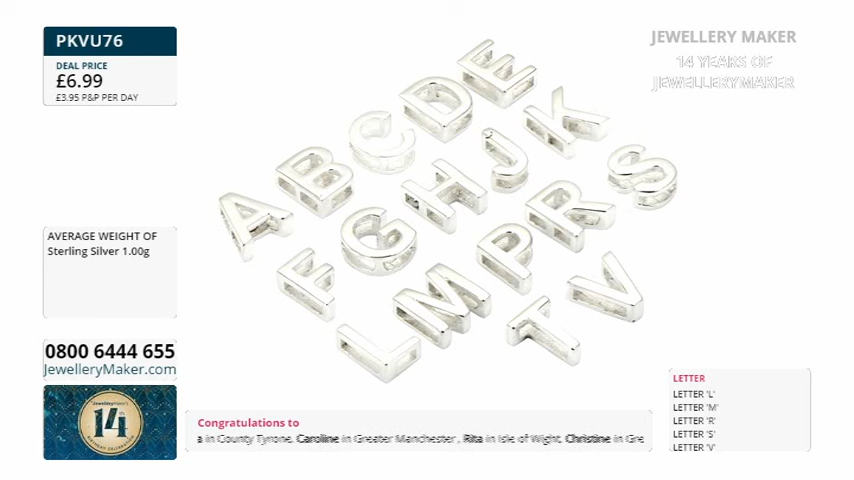 PKVU76
DEAL PRICE
£6.99
£3.95 P&P PER DAY
JEWELLERY MAKER
14 YEARS OF
JEWELLERYMAKER
E
D K
C J S
B H R
A G P V
F M T
L
AVERAGE WEIGHT OF
Sterling Silver 1.00g
0800 6444 655
JewelleryMaker.com
JewelleryMaker's
14
LETTER
LETTER 'L'
LETTER 'M'
LETTER 'R'
LETTER 'S'
LETTER 'V'
Congratulations to
a in County Tyrone, Caroline in Greater Manchester , Rita in Isle of Wight, Christine in Gre